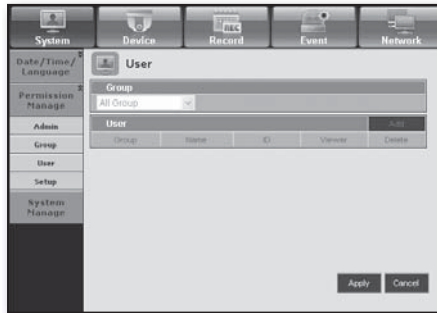 System Device Record Event Network
Date/Time/
Language
User
Permission
Manage
Group
All Group
Admin
User Add
Group Name ID Viewer Delete
Group
User
Setup
System
Manage
Apply Cancel